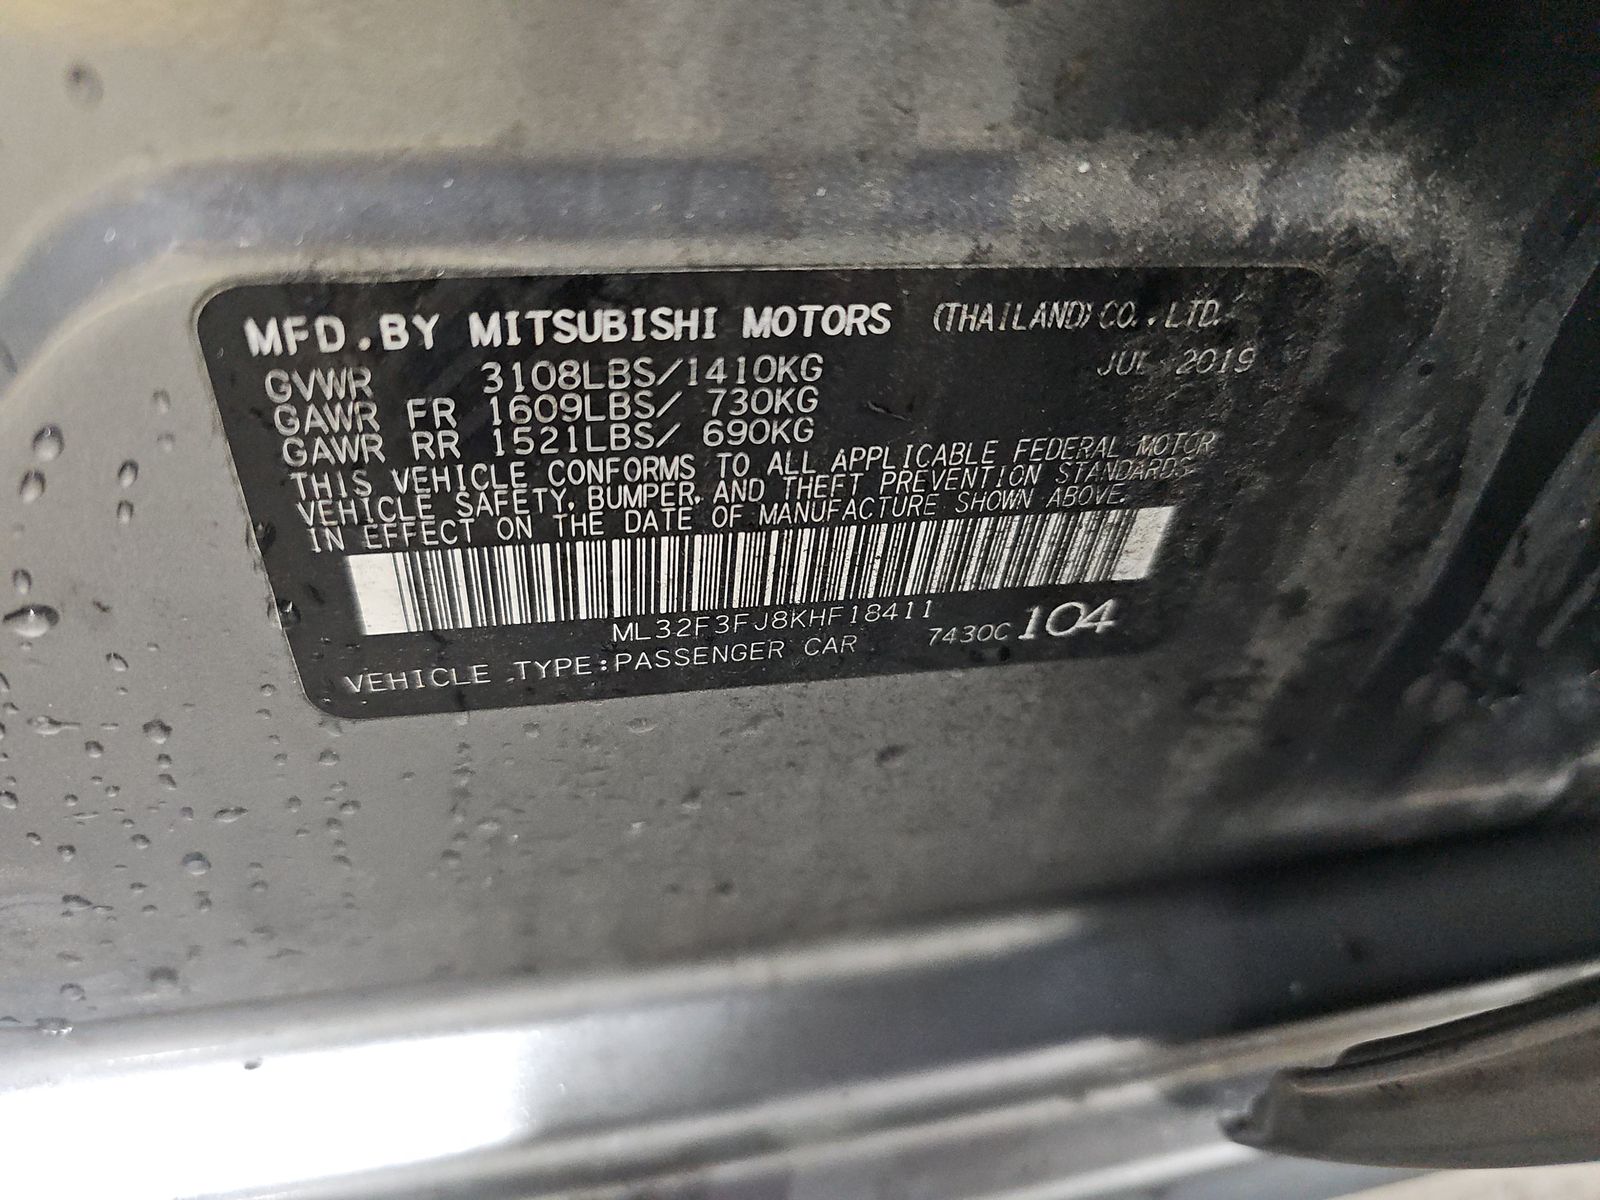 MFD.BY MITSUBISHI MOTORS (THAILAND) CO.,LTD.
JUL 2019
GVWR 3108LBS/1410KG
GAWR FR 1609LBS/ 730KG
GAWR RR 1521LBS/ 690KG
THIS VEHICLE CONFORMS TO ALL APPLICABLE FEDERAL MOTOR
VEHICLE SAFETY, BUMPER, AND THEFT PREVENTION STANDARDS
IN EFFECT ON THE DATE OF MANUFACTURE SHOWN ABOVE.
ML32F3FJ8KHF18411
VEHICLE TYPE:PASSENGER CAR 7430C 104